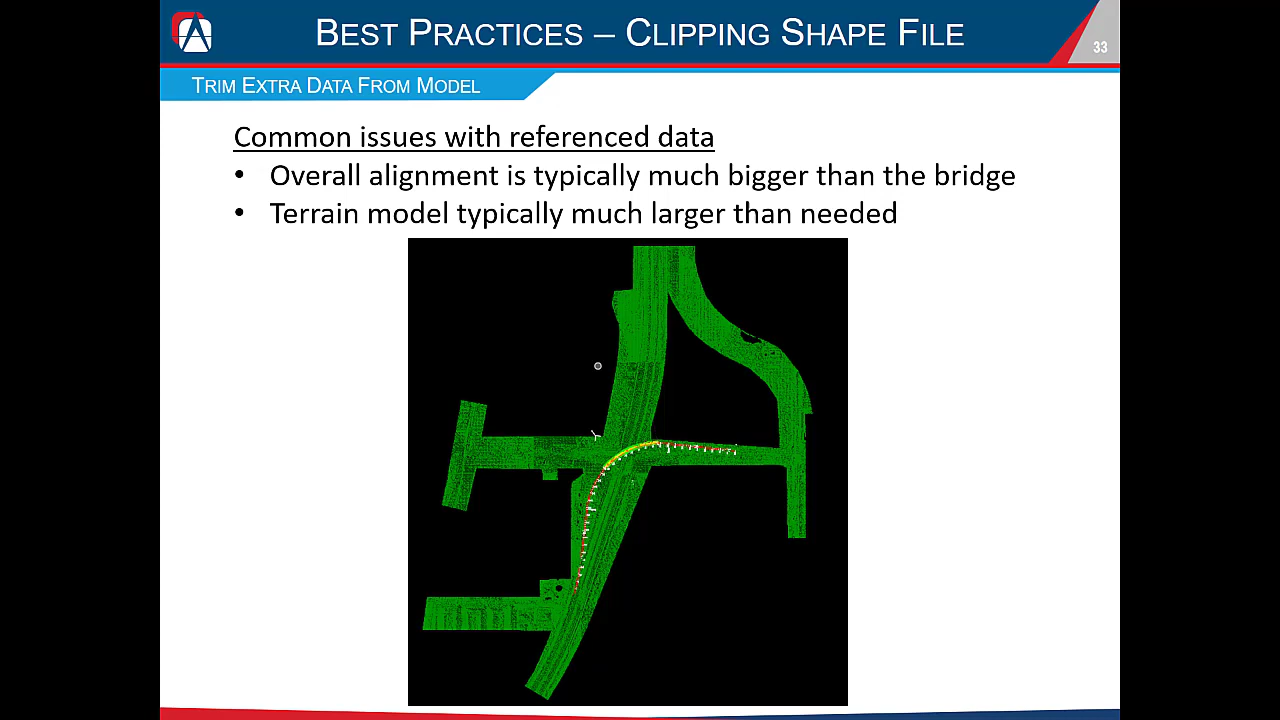 BEST PRACTICES – CLIPPING SHAPE FILE
33
TRIM EXTRA DATA FROM MODEL
Common issues with referenced data
• Overall alignment is typically much bigger than the bridge
• Terrain model typically much larger than needed